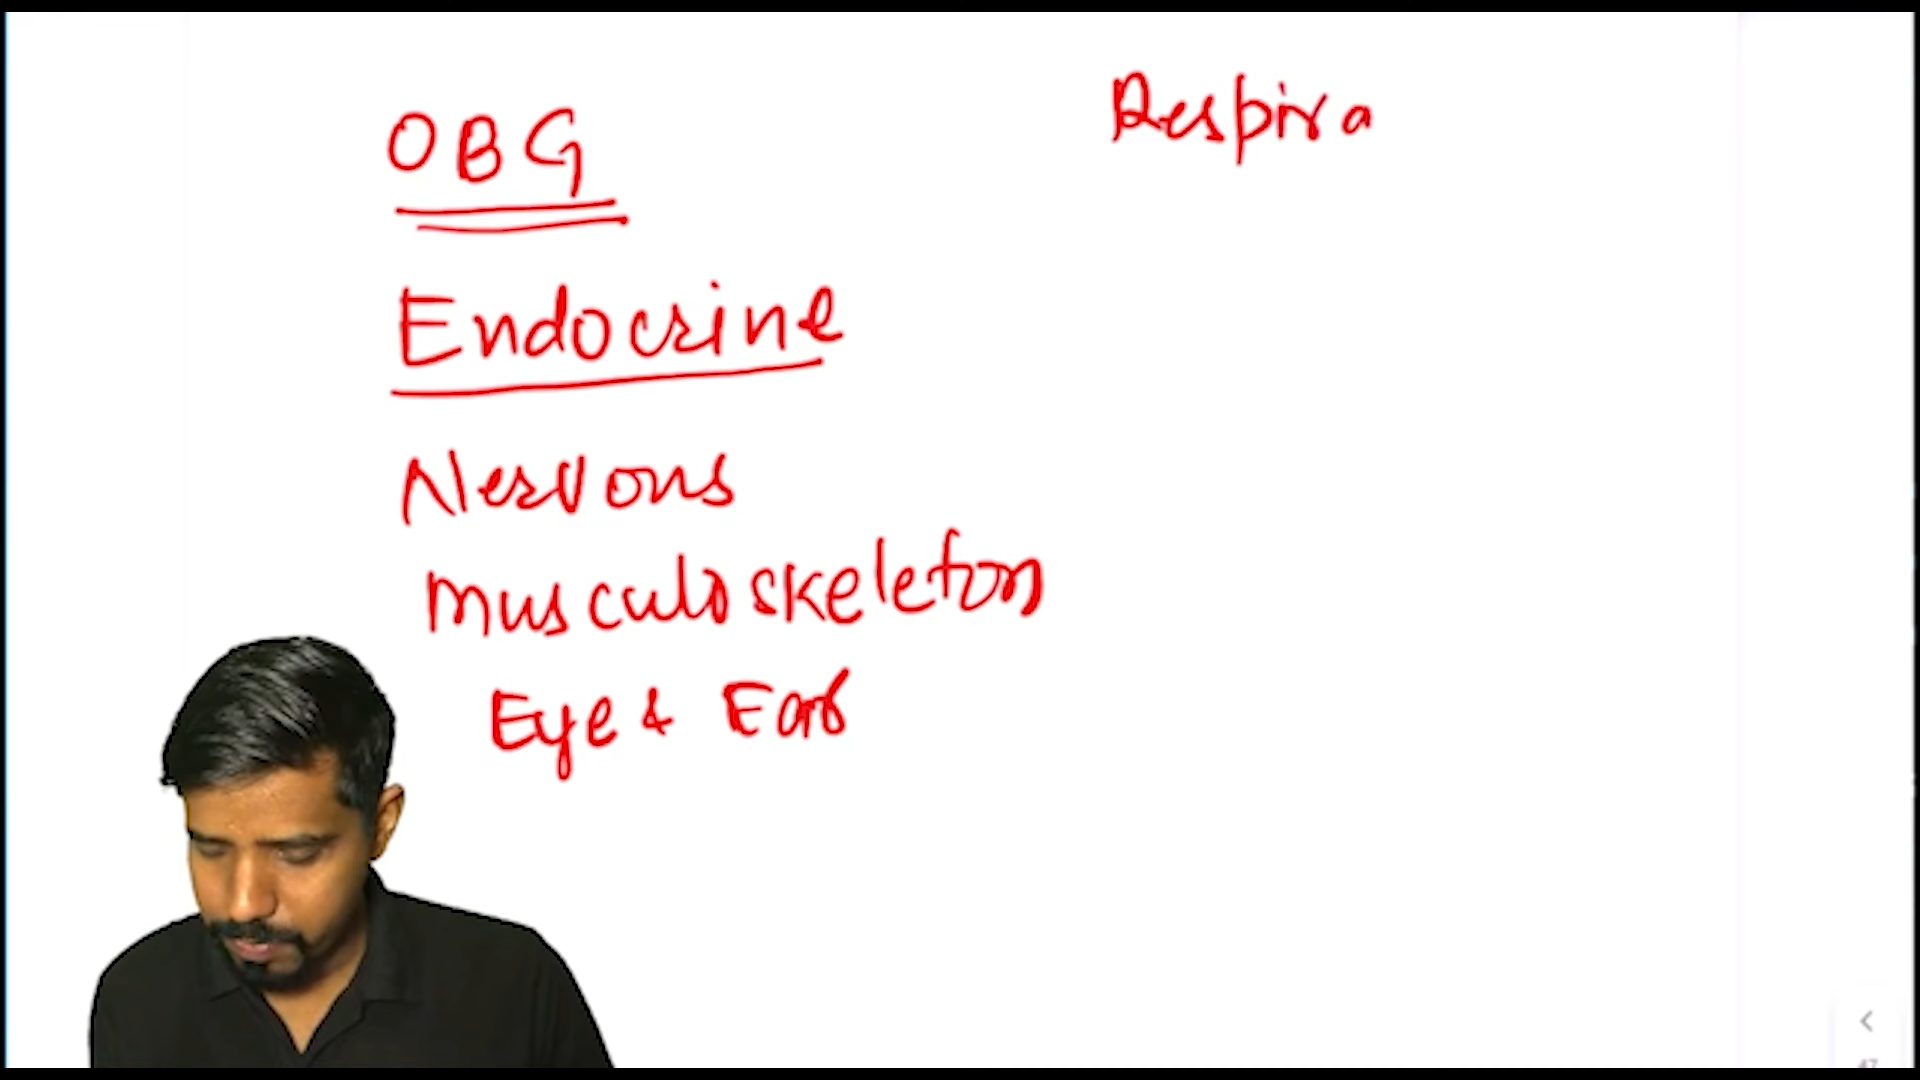 OBG
Endocrine
Nervous
Musculoskeleton
Eye & Ear
Respira